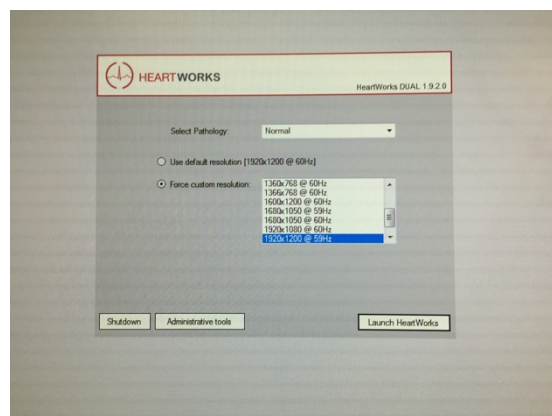 HEARTWORKS
HeartWorks DUAL 1.9.2.0
Select Pathology: Normal
Use default resolution [1920x1200 @ 60Hz]
Force custom resolution: 1360x768 @ 60Hz
1366x768 @ 60Hz
1600x1200 @ 60Hz
1680x1050 @ 59Hz
1680x1050 @ 60Hz
1920x1080 @ 60Hz
1920x1200 @ 59Hz
Shutdown Administrative tools Launch HeartWorks